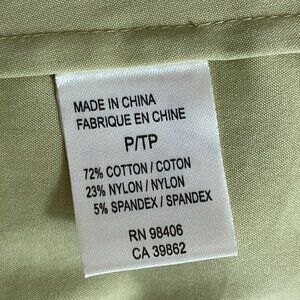 MADE IN CHINA
FABRIQUE EN CHINE
P/TP
72% COTTON / COTON
23% NYLON / NYLON
5% SPANDEX / SPANDEX
RN 98406
CA 39862